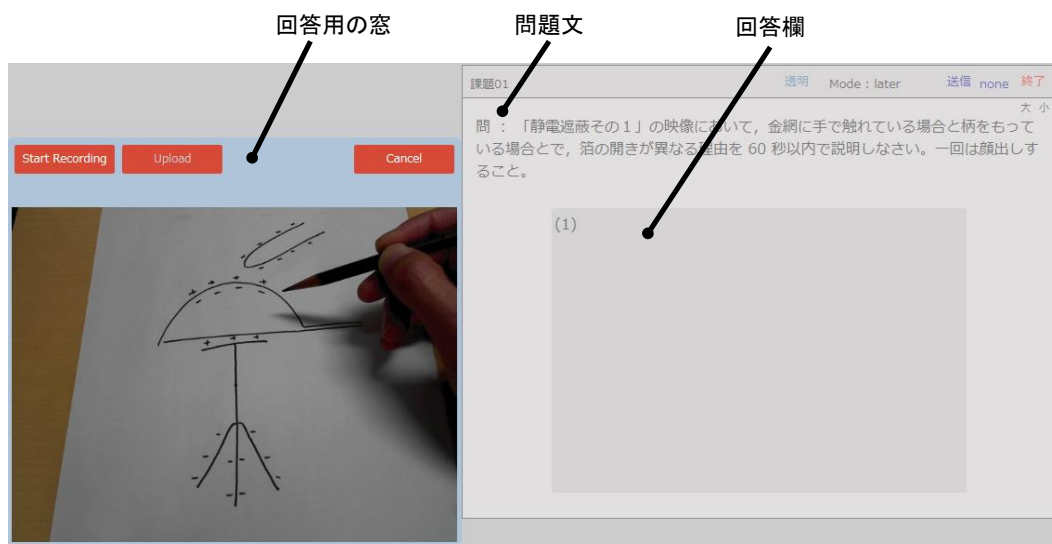 回答用の窓
問題文
回答欄
課題01
透明
Mode : later
送信
none
終了
大 小
問 : 「静電遮蔽その1」の映像において, 金網に手で触れている場合と柄をもって
いる場合とで, 箔の開きが異なる理由を 60 秒以内で説明しなさい。一回は顔出しす
ること。
Start Recording
Upload
Cancel
(1)